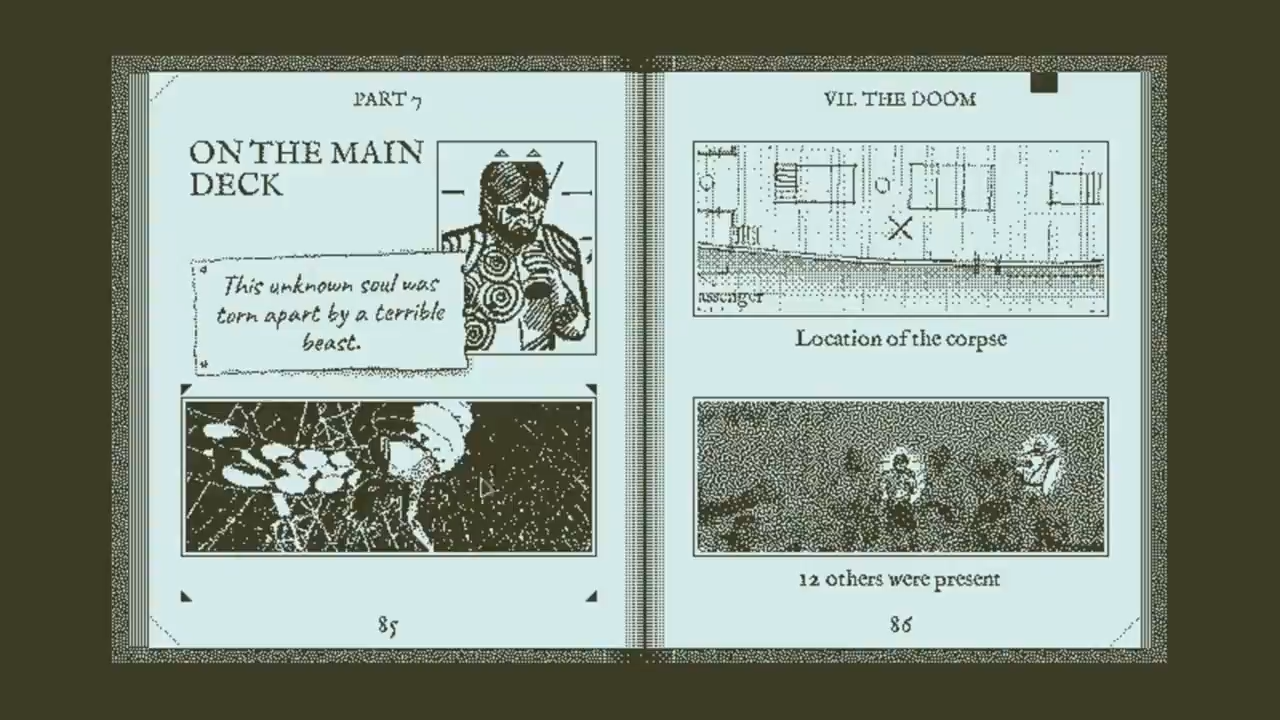 PART 7
ON THE MAIN
DECK
This unknown soul was
torn apart by a terrible
beast.
85
VII. THE DOOM
assenger
Location of the corpse
12 others were present
86